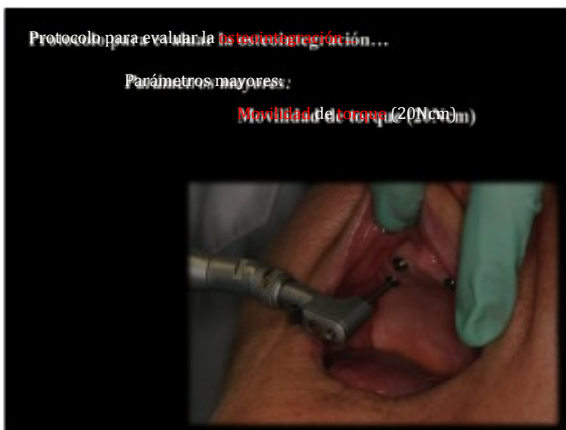 Protocolo para evaluar la osteointegración…
Parámetros mayores:
Movilidad de torque (20Ncm)